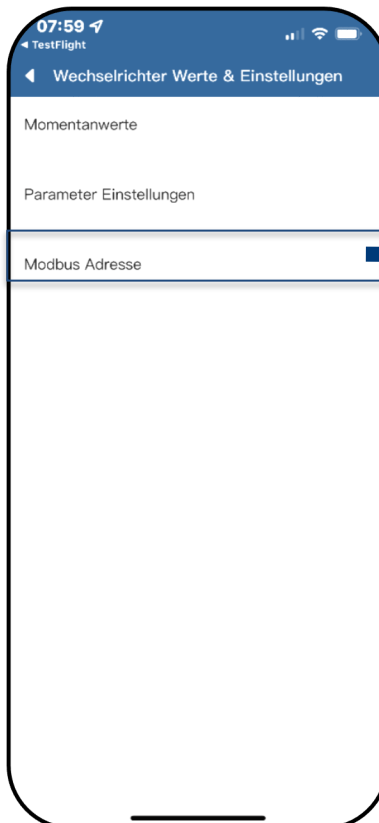 07:59
◀ TestFlight
Wechselrichter Werte & Einstellungen
Momentanwerte
Parameter Einstellungen
Modbus Adresse